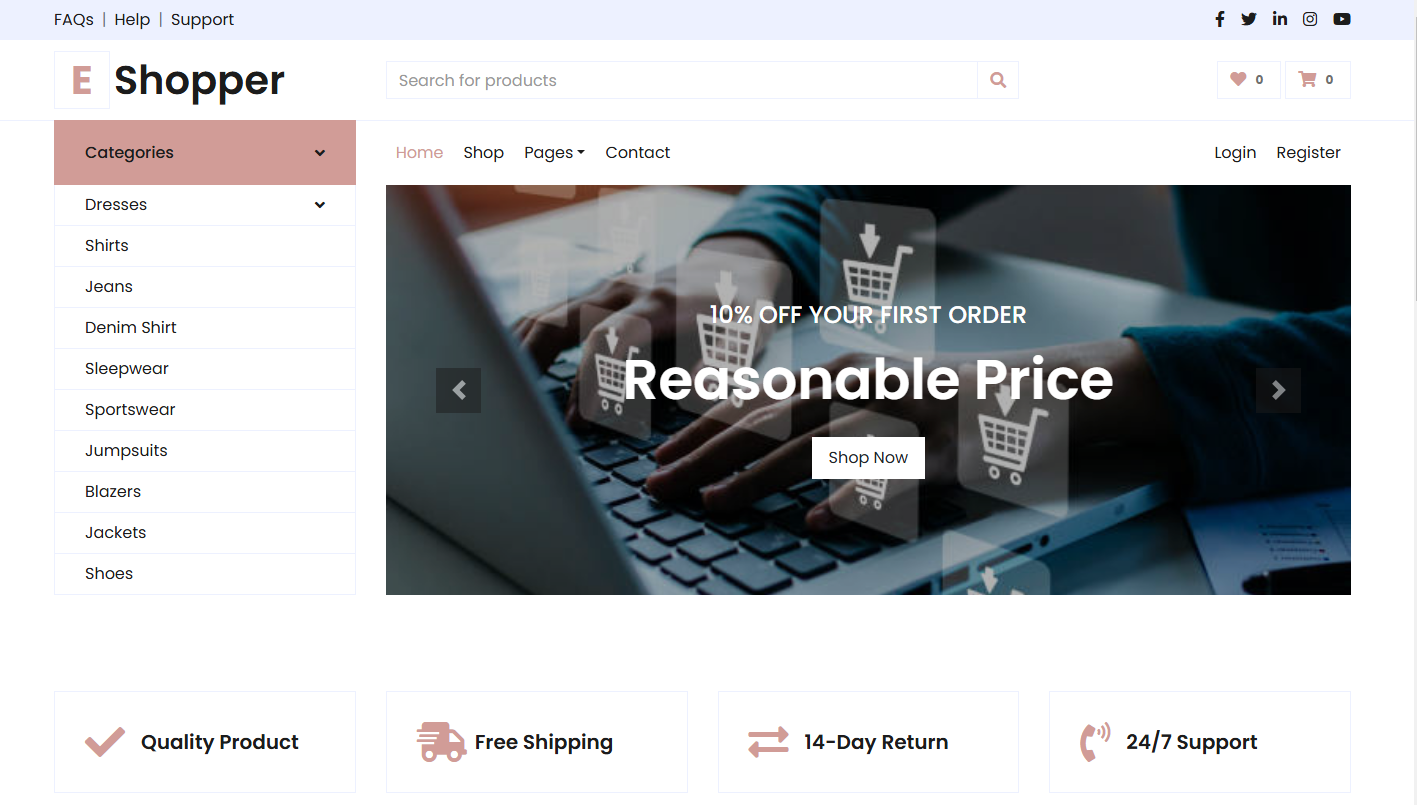 FAQs | Help | Support
E Shopper
Search for products
0
0
Categories
Home Shop Pages Contact
Login Register
Dresses
Shirts
Jeans
Denim Shirt
Sleepwear
Sportswear
Jumpsuits
Blazers
Jackets
Shoes
10% OFF YOUR FIRST ORDER
Reasonable Price
Shop Now
Quality Product
Free Shipping
14-Day Return
24/7 Support